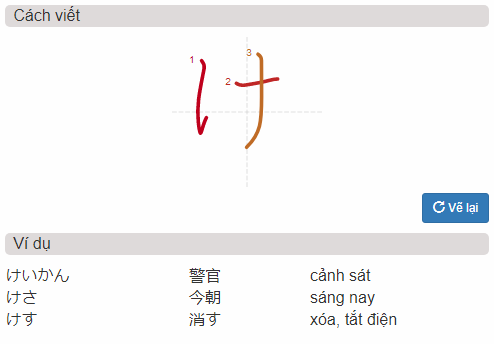 Cách viết
1
2
3
け
Vẽ lại
Ví dụ
けいかん 警官 cảnh sát
けさ 今朝 sáng nay
けす 消す xóa, tắt điện